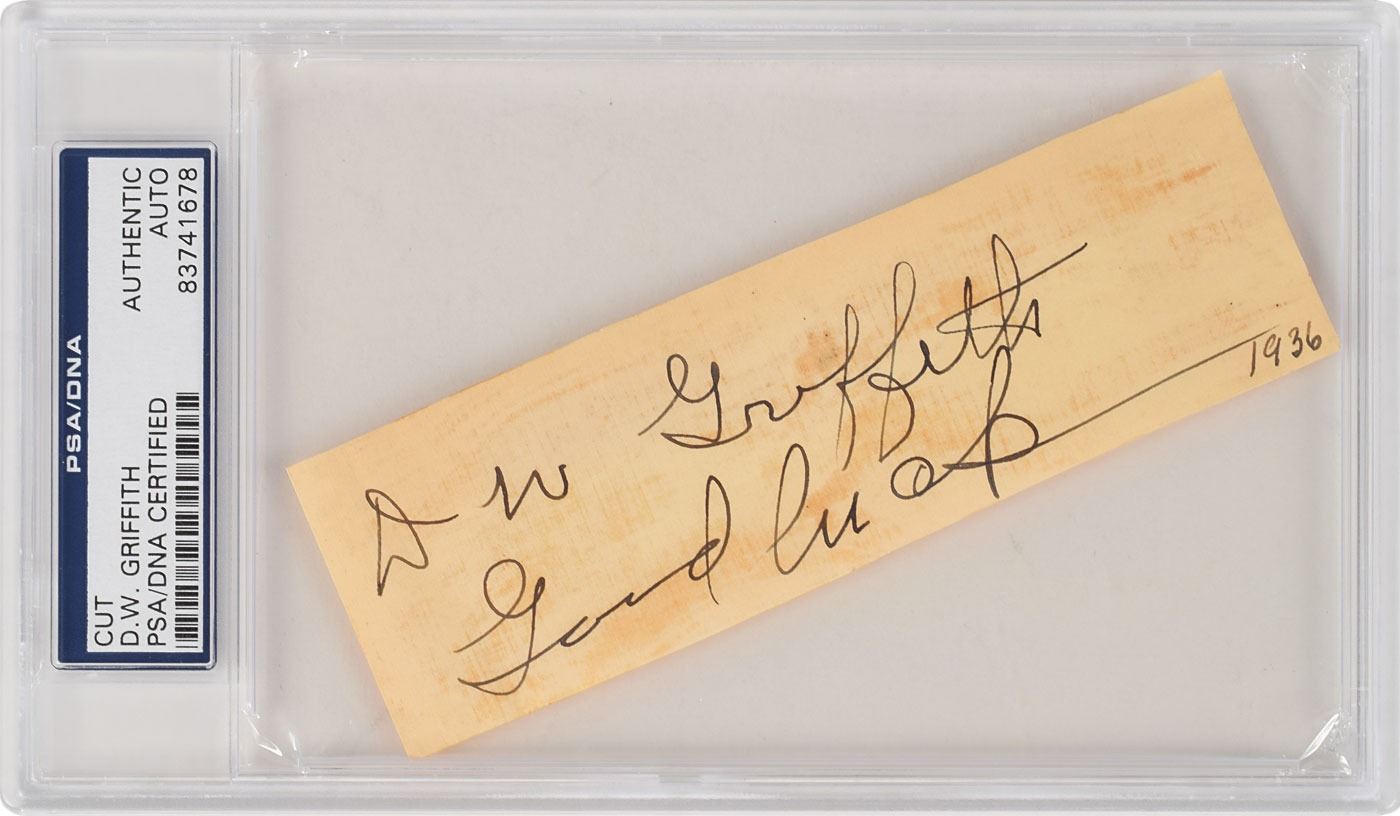 PSA/DNA
CUT
AUTHENTIC
D.W. GRIFFITH
AUTO
PSA/DNA CERTIFIED
83741678
D W Griffith
Good luck
1936